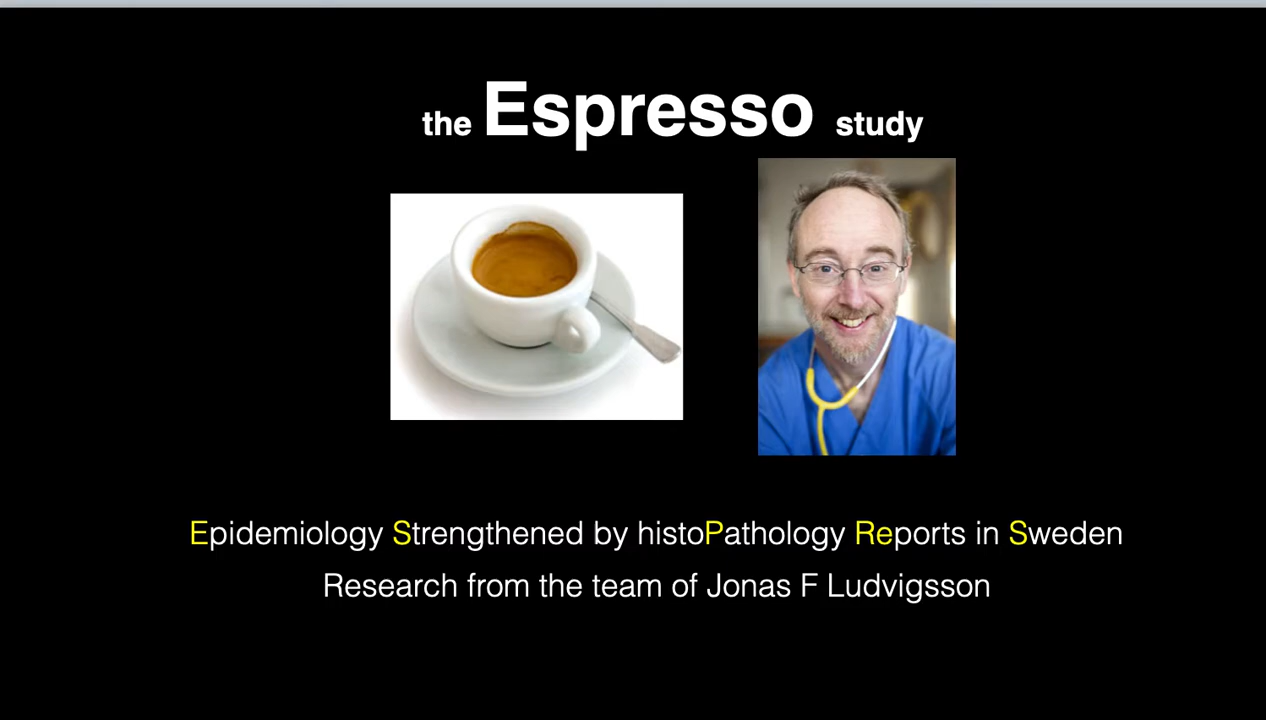 the Espresso study
Epidemiology Strengthened by histoPathology Reports in Sweden
Research from the team of Jonas F Ludvigsson